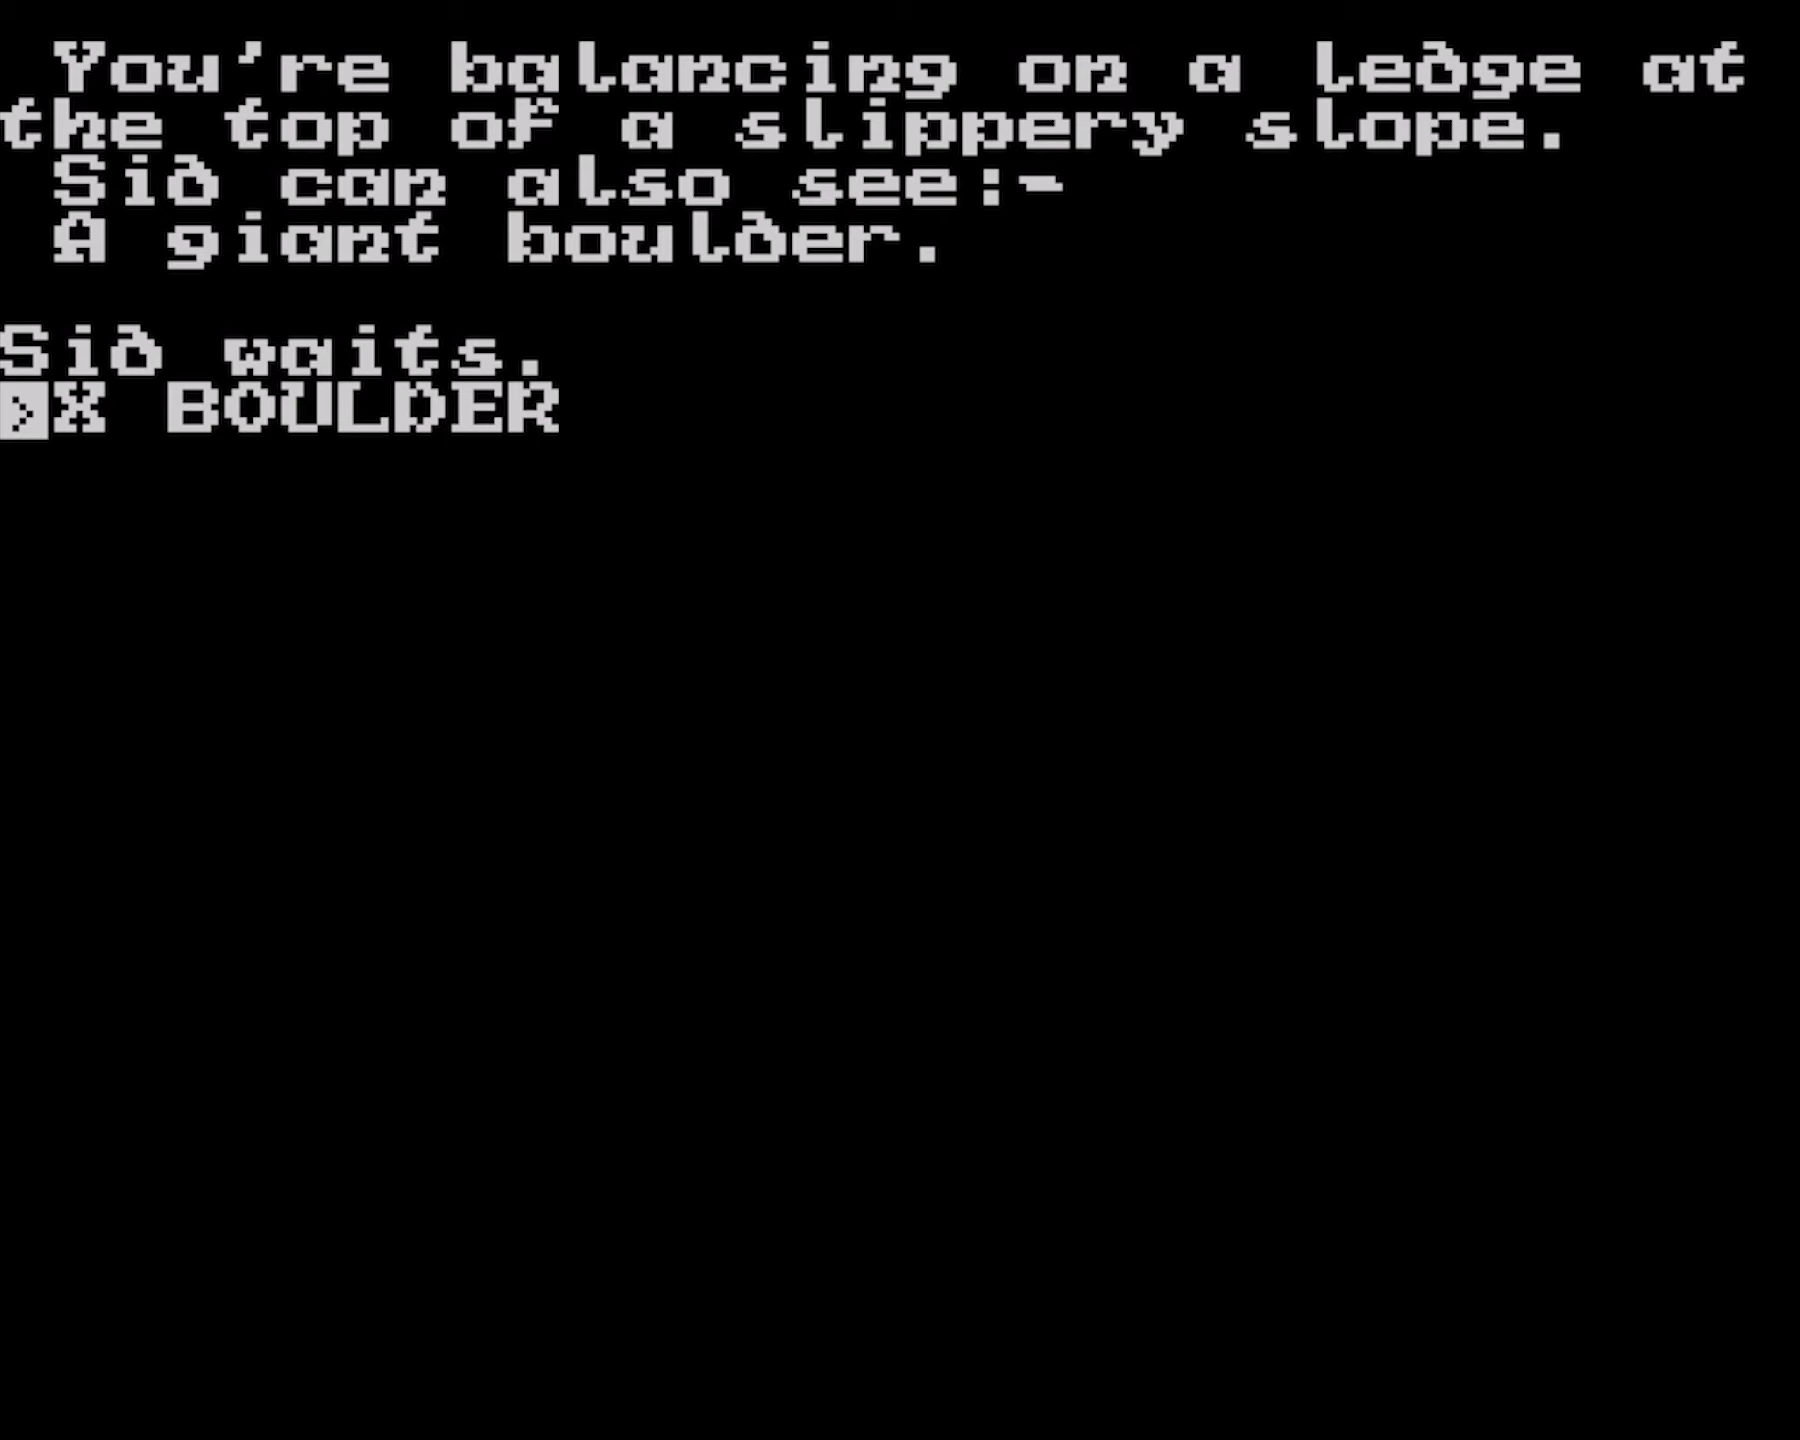 You're balancing on a ledge at
the top of a slippery slope.
Sid can also see:-
A giant boulder.
Sid waits.
>X BOULDER